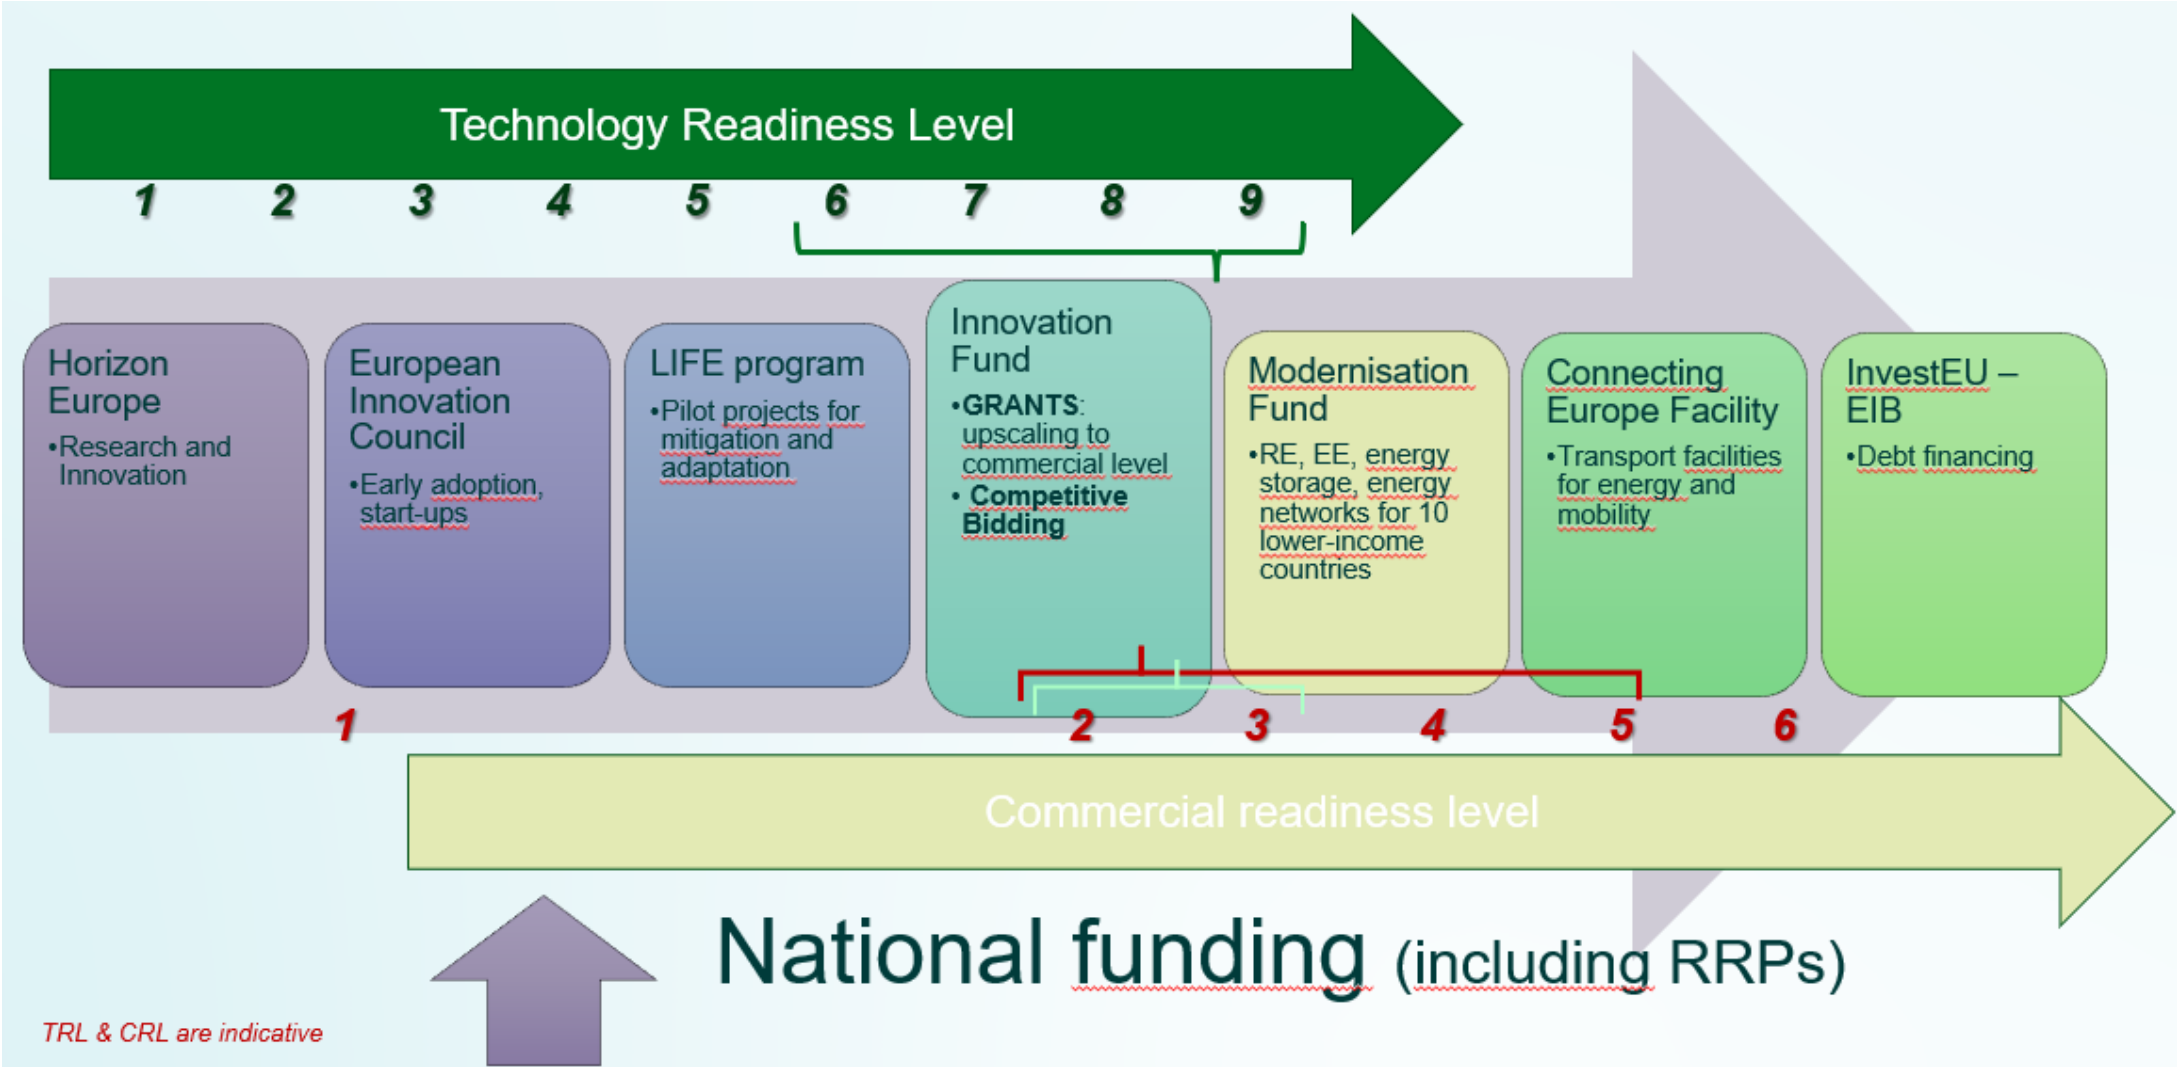 Technology Readiness Level
1 2 3 4 5 6 7 8 9
Horizon
Europe
•Research and
Innovation
European
Innovation
Council
•Early adoption,
start-ups
LIFE program
•Pilot projects for
mitigation and
adaptation
Innovation
Fund
•GRANTS:
upscaling to
commercial level
• Competitive
Bidding
Modernisation
Fund
•RE, EE, energy
storage, energy
networks for 10
lower-income
countries
Connecting
Europe Facility
•Transport facilities
for energy and
mobility
InvestEU –
EIB
•Debt financing
1 2 3 4 5 6
Commercial readiness level
National funding (including RRPs)
TRL & CRL are indicative